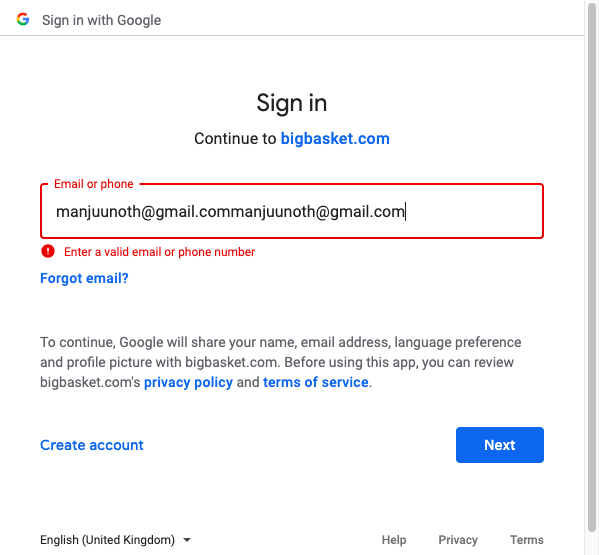 Sign in with Google
Sign in
Continue to bigbasket.com
Email or phone
manjuunoth@gmail.commanjuunoth@gmail.com
Enter a valid email or phone number
Forgot email?
To continue, Google will share your name, email address, language preference
and profile picture with bigbasket.com. Before using this app, you can review
bigbasket.com's privacy policy and terms of service.
Create account
Next
English (United Kingdom)
Help
Privacy
Terms